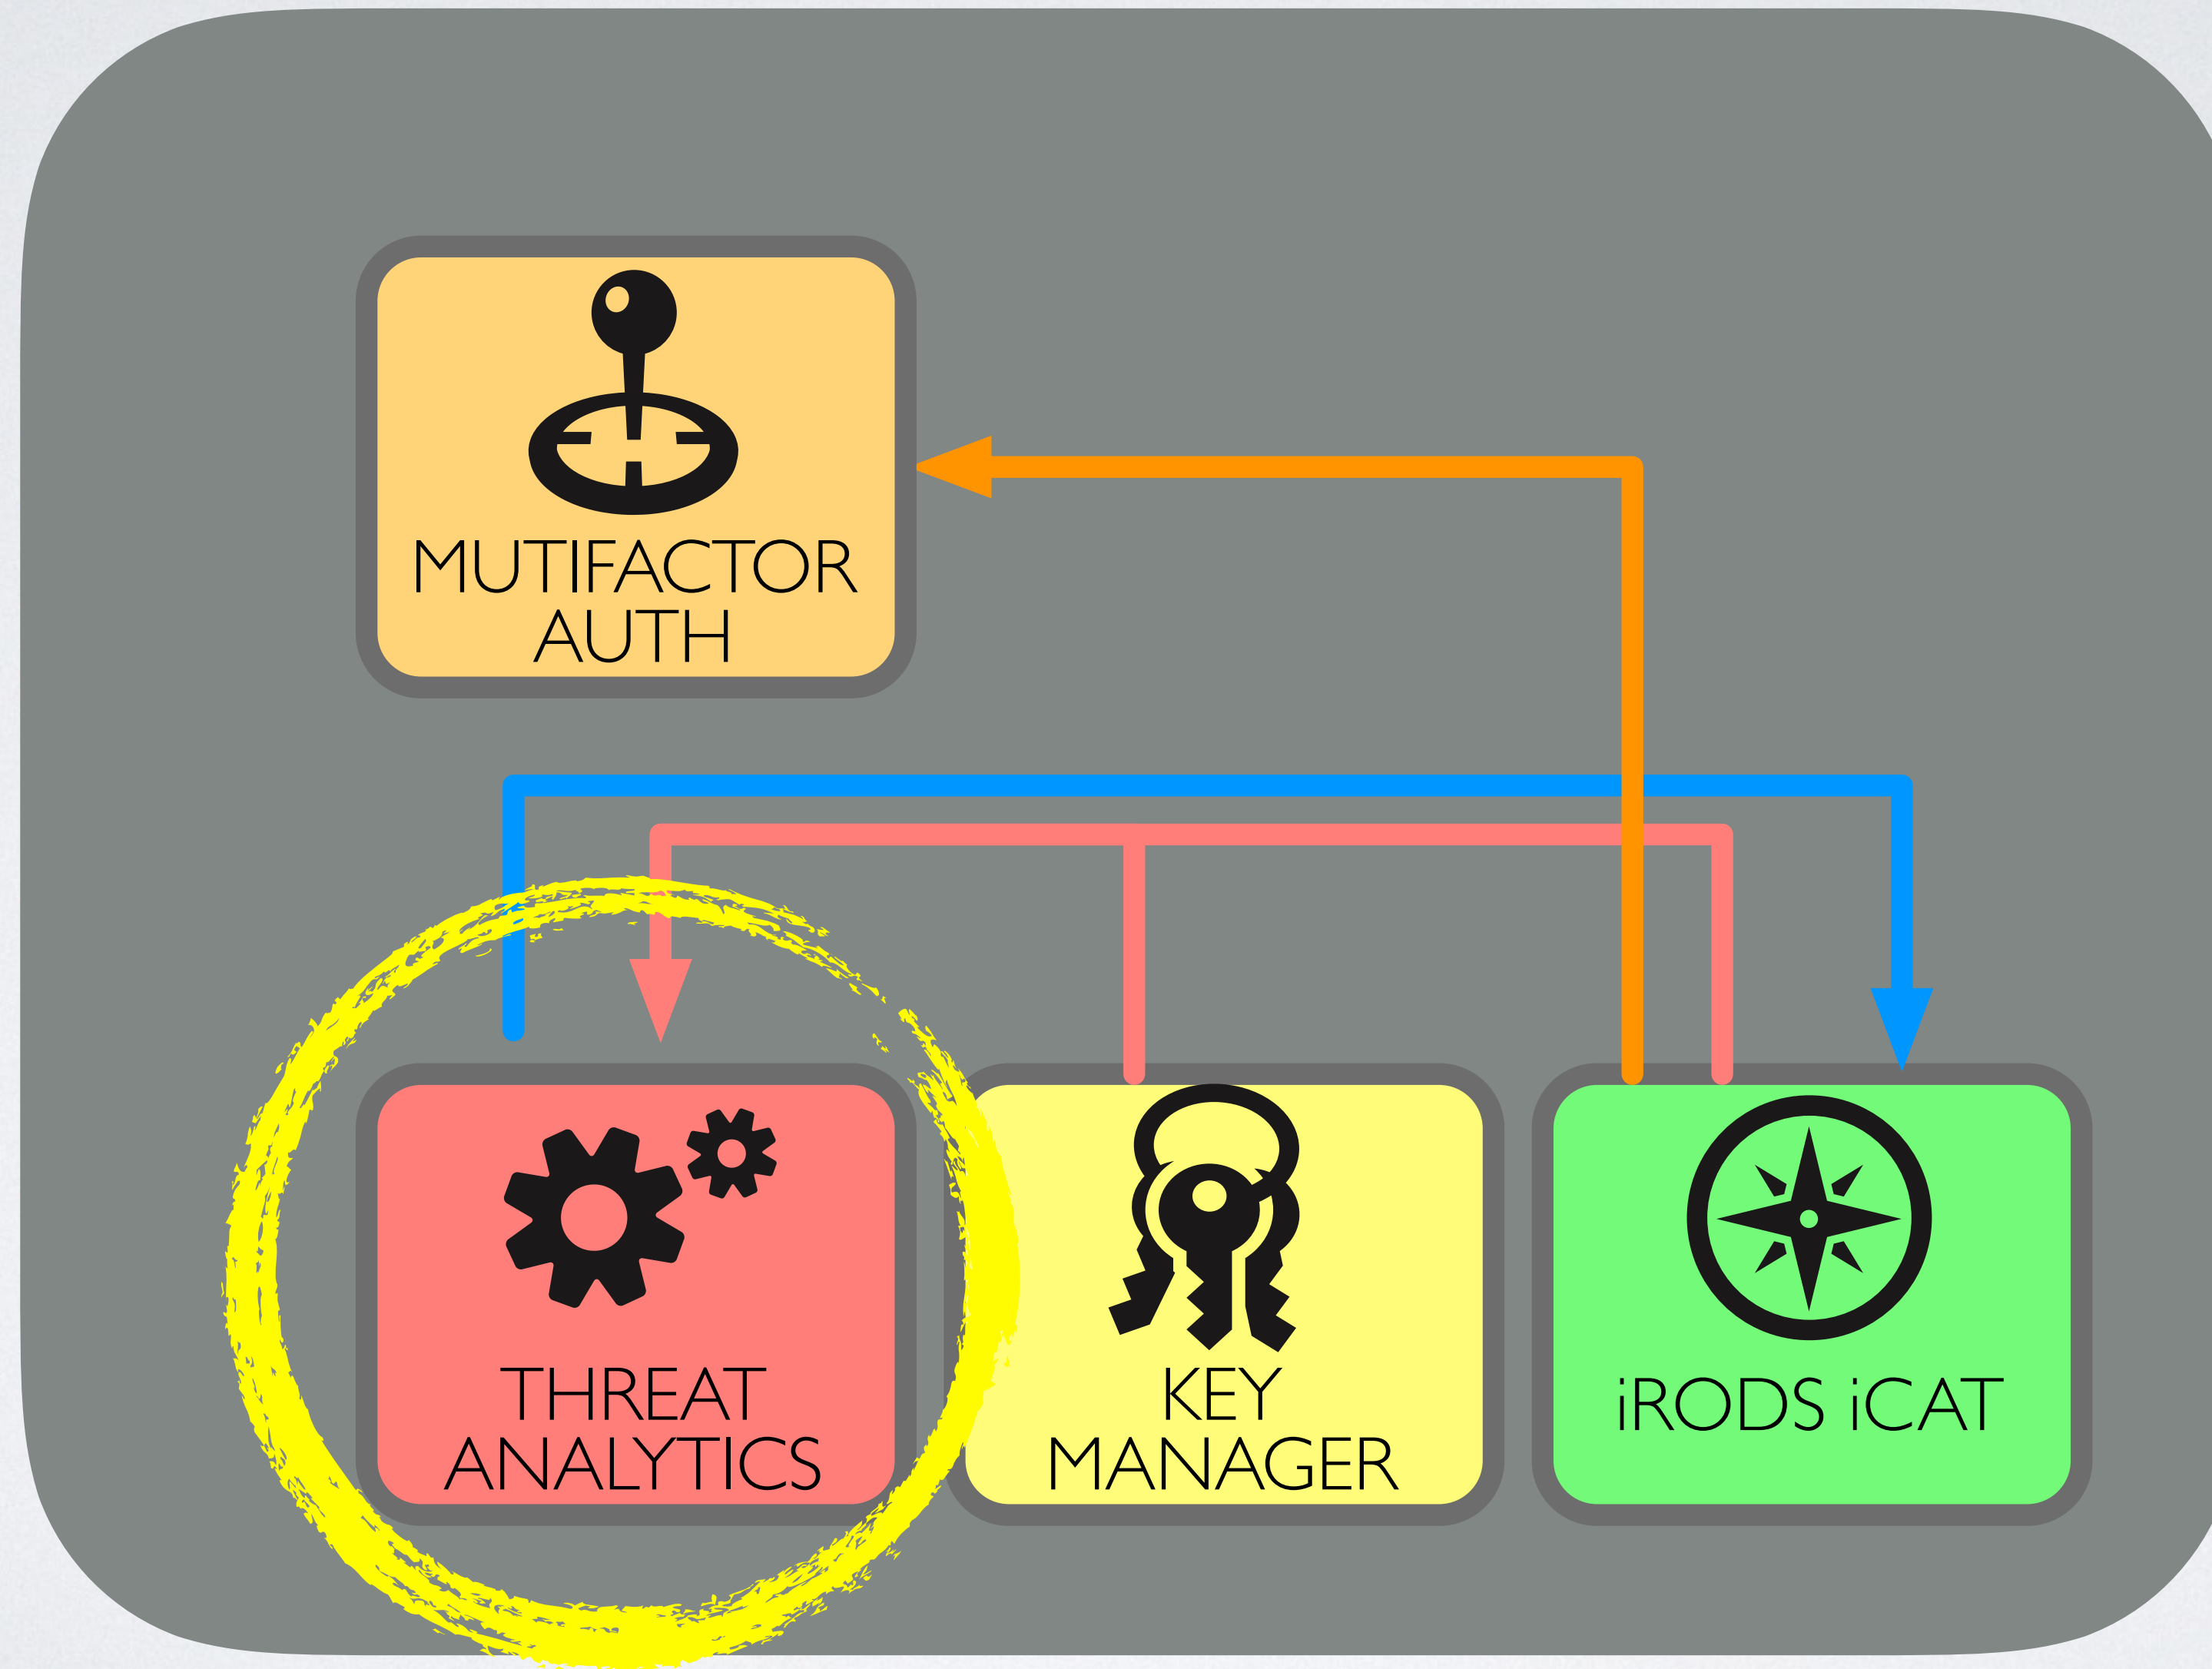 MUTIFACTOR
AUTH
THREAT
ANALYTICS
KEY
MANAGER
iRODS iCAT